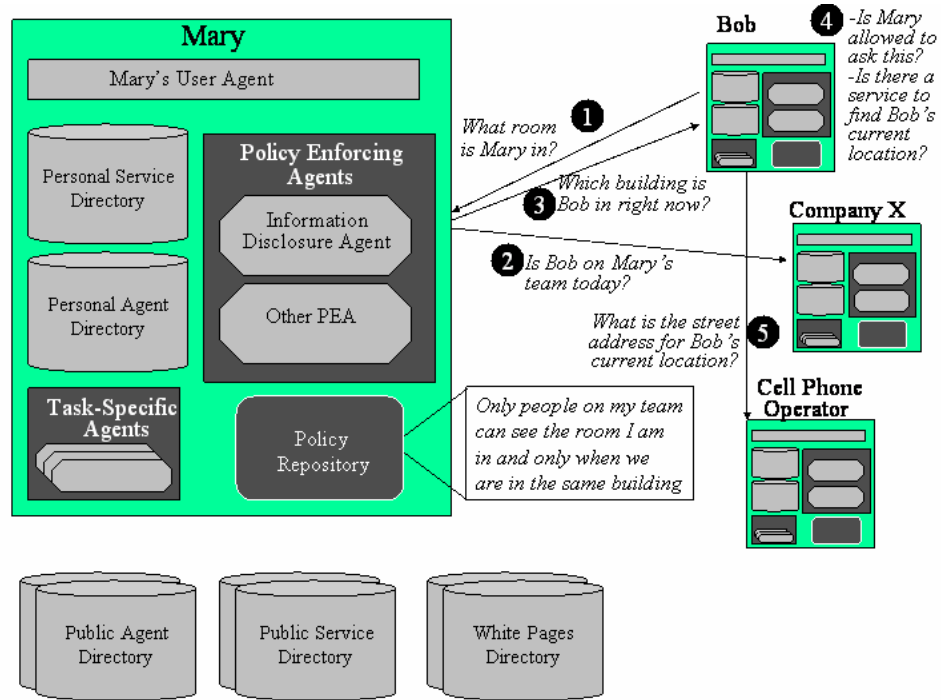 Mary
Mary's User Agent
Personal Service
Directory
Personal Agent
Directory
Policy Enforcing
Agents
Information
Disclosure Agent
Other PEA
Task-Specific
Agents
Policy
Repository
Only people on my team
can see the room I am
in and only when we
are in the same building
Bob
4
-Is Mary
allowed to
ask this?
-Is there a
service to
find Bob's
current
location?
1
What room
is Mary in?
3
Which building is
Bob in right now?
2
Is Bob on Mary's
team today?
Company X
What is the street
address for Bob's
current location?
5
Cell Phone
Operator
Public Agent
Directory
Public Service
Directory
White Pages
Directory